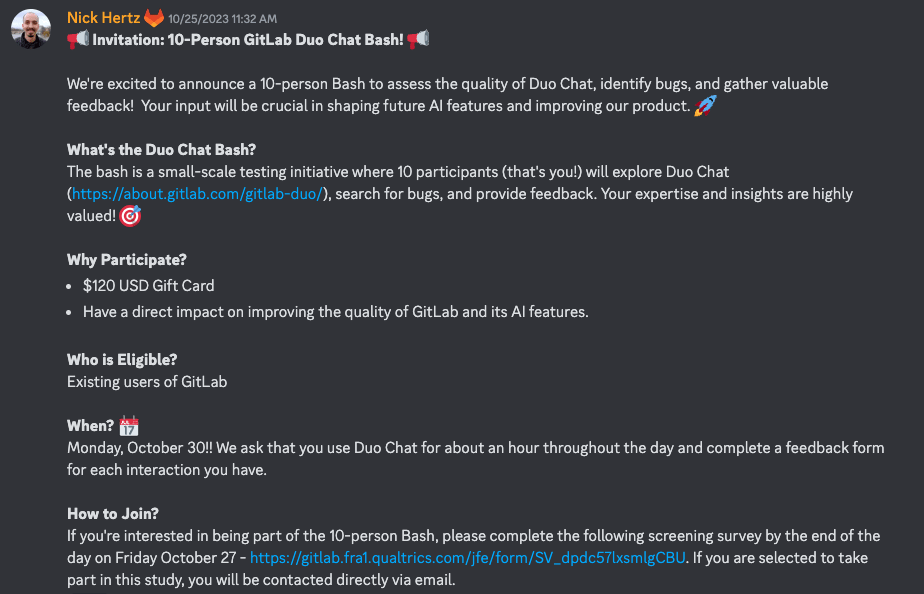 Nick Hertz 10/25/2023 11:32 AM
Invitation: 10-Person GitLab Duo Chat Bash!
We're excited to announce a 10-person Bash to assess the quality of Duo Chat, identify bugs, and gather valuable
feedback! Your input will be crucial in shaping future AI features and improving our product.
What's the Duo Chat Bash?
The bash is a small-scale testing initiative where 10 participants (that's you!) will explore Duo Chat
(https://about.gitlab.com/gitlab-duo/), search for bugs, and provide feedback. Your expertise and insights are highly
valued!
Why Participate?
• $120 USD Gift Card
• Have a direct impact on improving the quality of GitLab and its AI features.
Who is Eligible?
Existing users of GitLab
When? 17
Monday, October 30!! We ask that you use Duo Chat for about an hour throughout the day and complete a feedback form
for each interaction you have.
How to Join?
If you're interested in being part of the 10-person Bash, please complete the following screening survey by the end of the
day on Friday October 27 - https://gitlab.fra1.qualtrics.com/jfe/form/SV_dpdc57lxsmlgCBU. If you are selected to take
part in this study, you will be contacted directly via email.